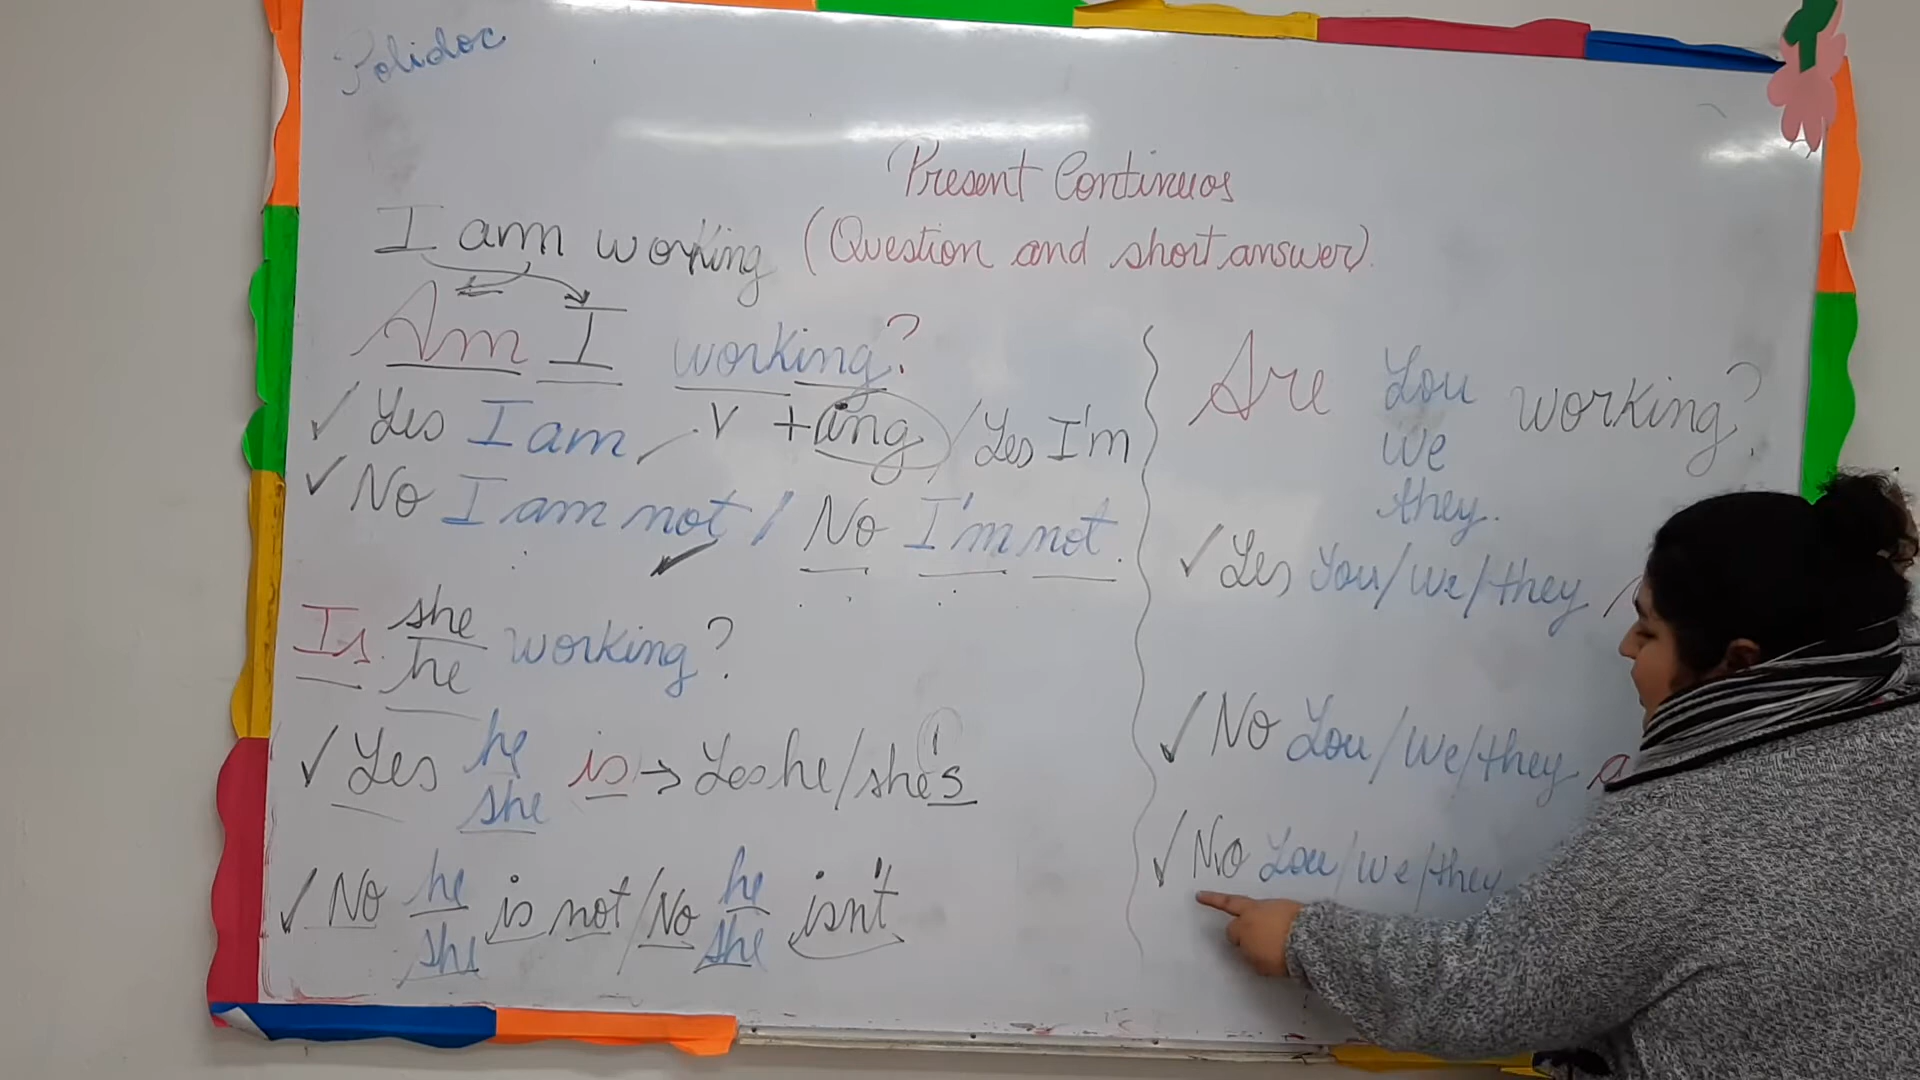 Polidoc
Present Continuos
I am working (Question and short answer).
Am I working?
✓ Yes I am / v + ing / Yes I'm
✓ No I am not / No I'm not.
Is she working?
he
✓ Yes he is → Yes he/she's
she
✓ No he is not / No he isn't
she she
Are You working?
we
they.
✓ Yes You/we/they
✓ No You/We/they
✓ No You/we/they